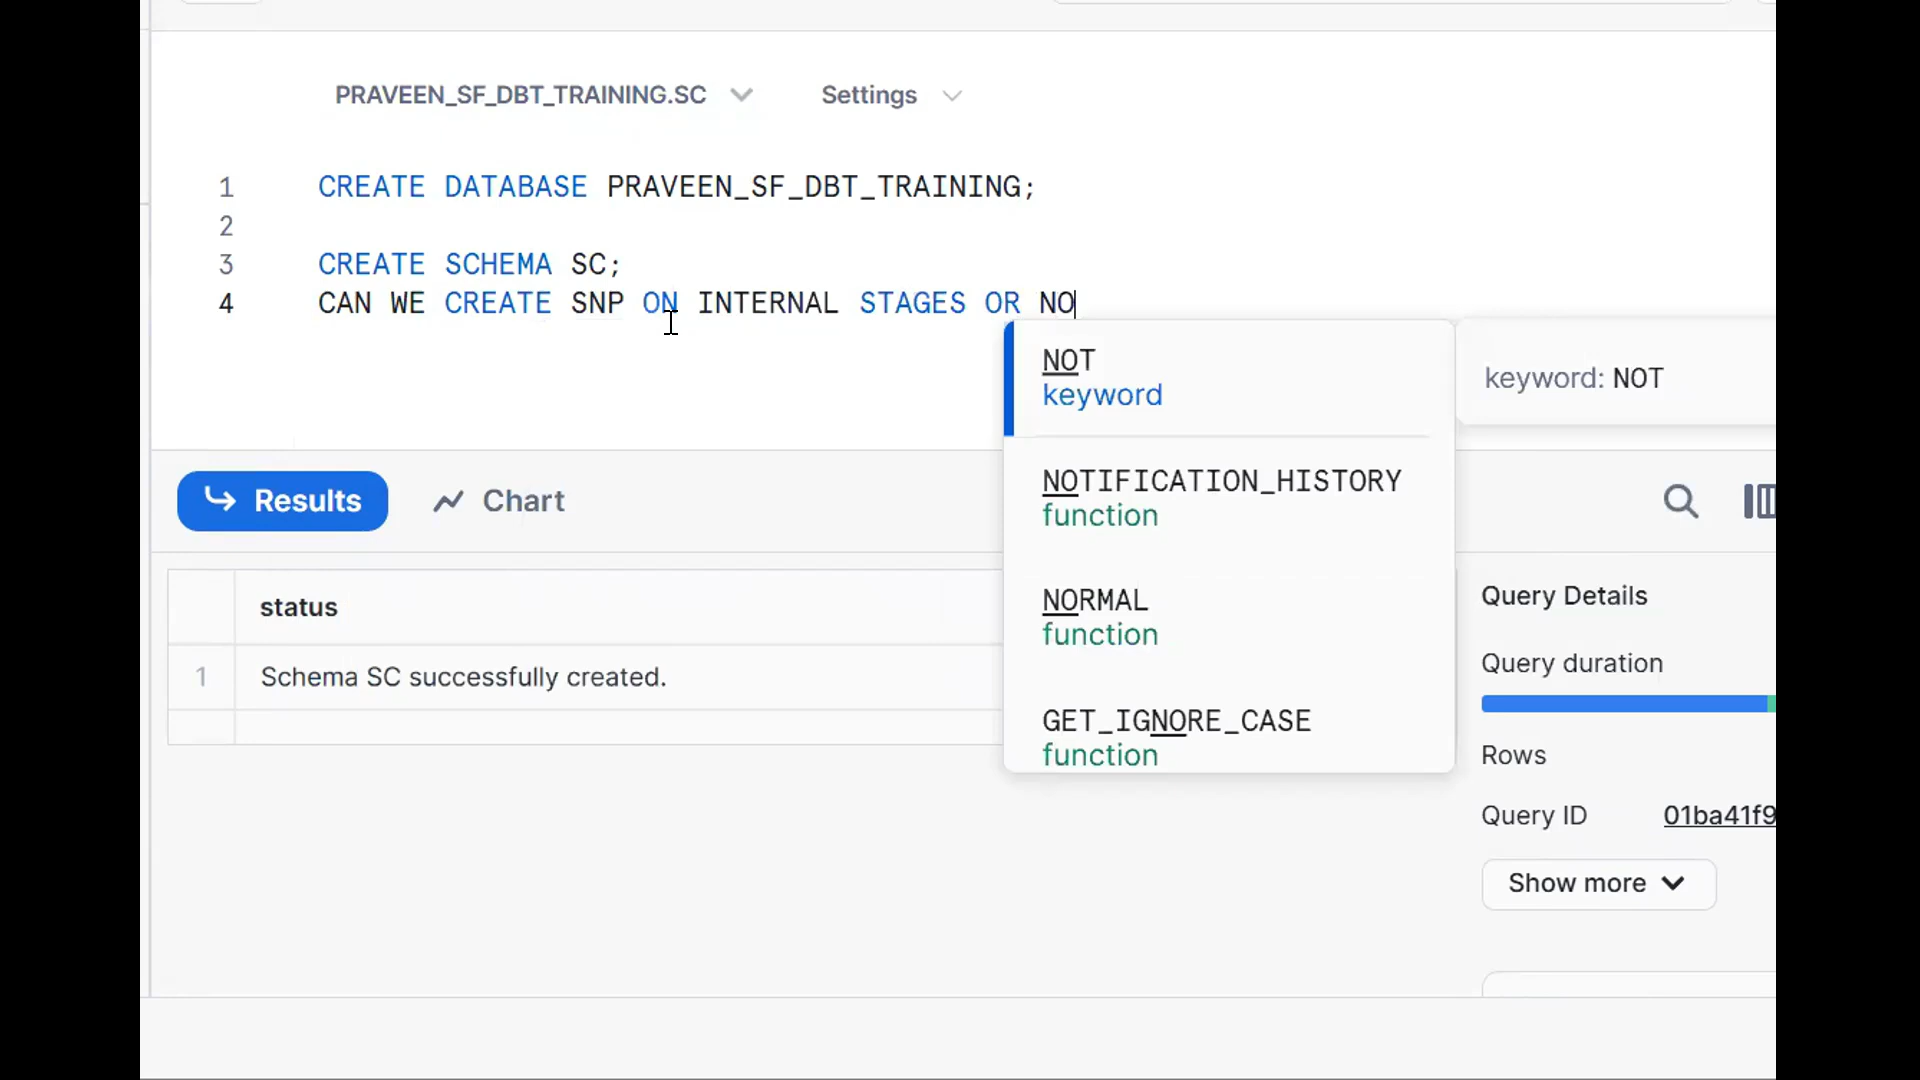 PRAVEEN_SF_DBT_TRAINING.SC Settings
1 CREATE DATABASE PRAVEEN_SF_DBT_TRAINING;
2
3 CREATE SCHEMA SC;
4 CAN WE CREATE SNP ON INTERNAL STAGES OR NO
NOT
keyword
keyword: NOT
NOTIFICATION_HISTORY
function
NORMAL
function
GET_IGNORE_CASE
function
Results Chart
status
1 Schema SC successfully created.
Query Details
Query duration
Rows
Query ID 01ba41f9
Show more